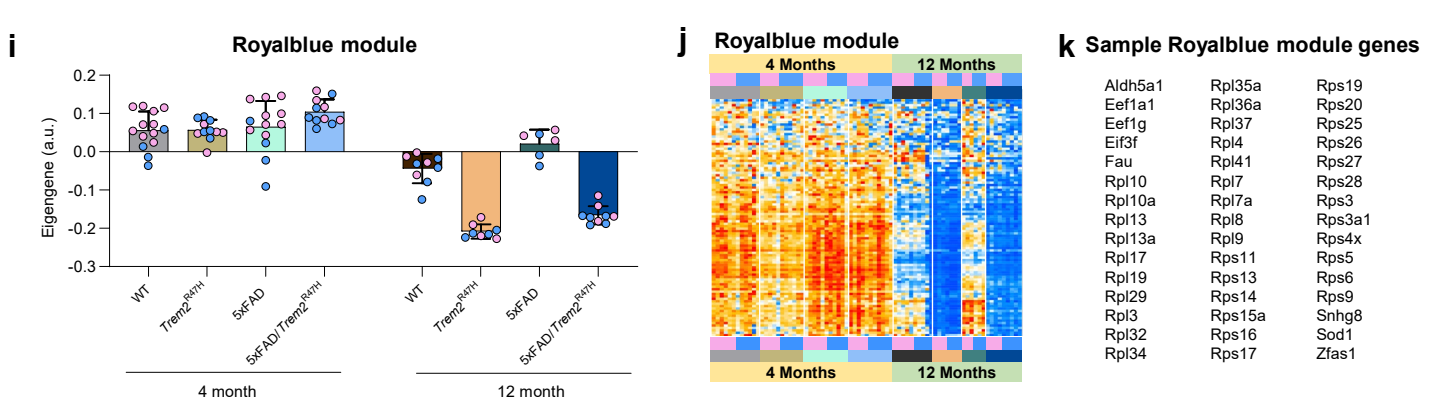 i
Royalblue module
Eigengene (a.u.)
0.2
0.1
0.0
-0.1
-0.2
-0.3
WT
Trem2R47H
5xFAD
5xFAD/Trem2R47H
WT
Trem2R47H
5xFAD
5xFAD/Trem2R47H
4 month
12 month
j
Royalblue module
4 Months
12 Months
4 Months
12 Months
k
Sample Royalblue module genes
Aldh5a1
Eef1a1
Eef1g
Eif3f
Fau
Rpl10
Rpl10a
Rpl13
Rpl13a
Rpl17
Rpl19
Rpl29
Rpl3
Rpl32
Rpl34
Rpl35a
Rpl36a
Rpl37
Rpl4
Rpl41
Rpl7
Rpl7a
Rpl8
Rpl9
Rps11
Rps13
Rps14
Rps15a
Rps16
Rps17
Rps19
Rps20
Rps25
Rps26
Rps27
Rps28
Rps3
Rps3a1
Rps4x
Rps5
Rps6
Rps9
Snhg8
Sod1
Zfas1